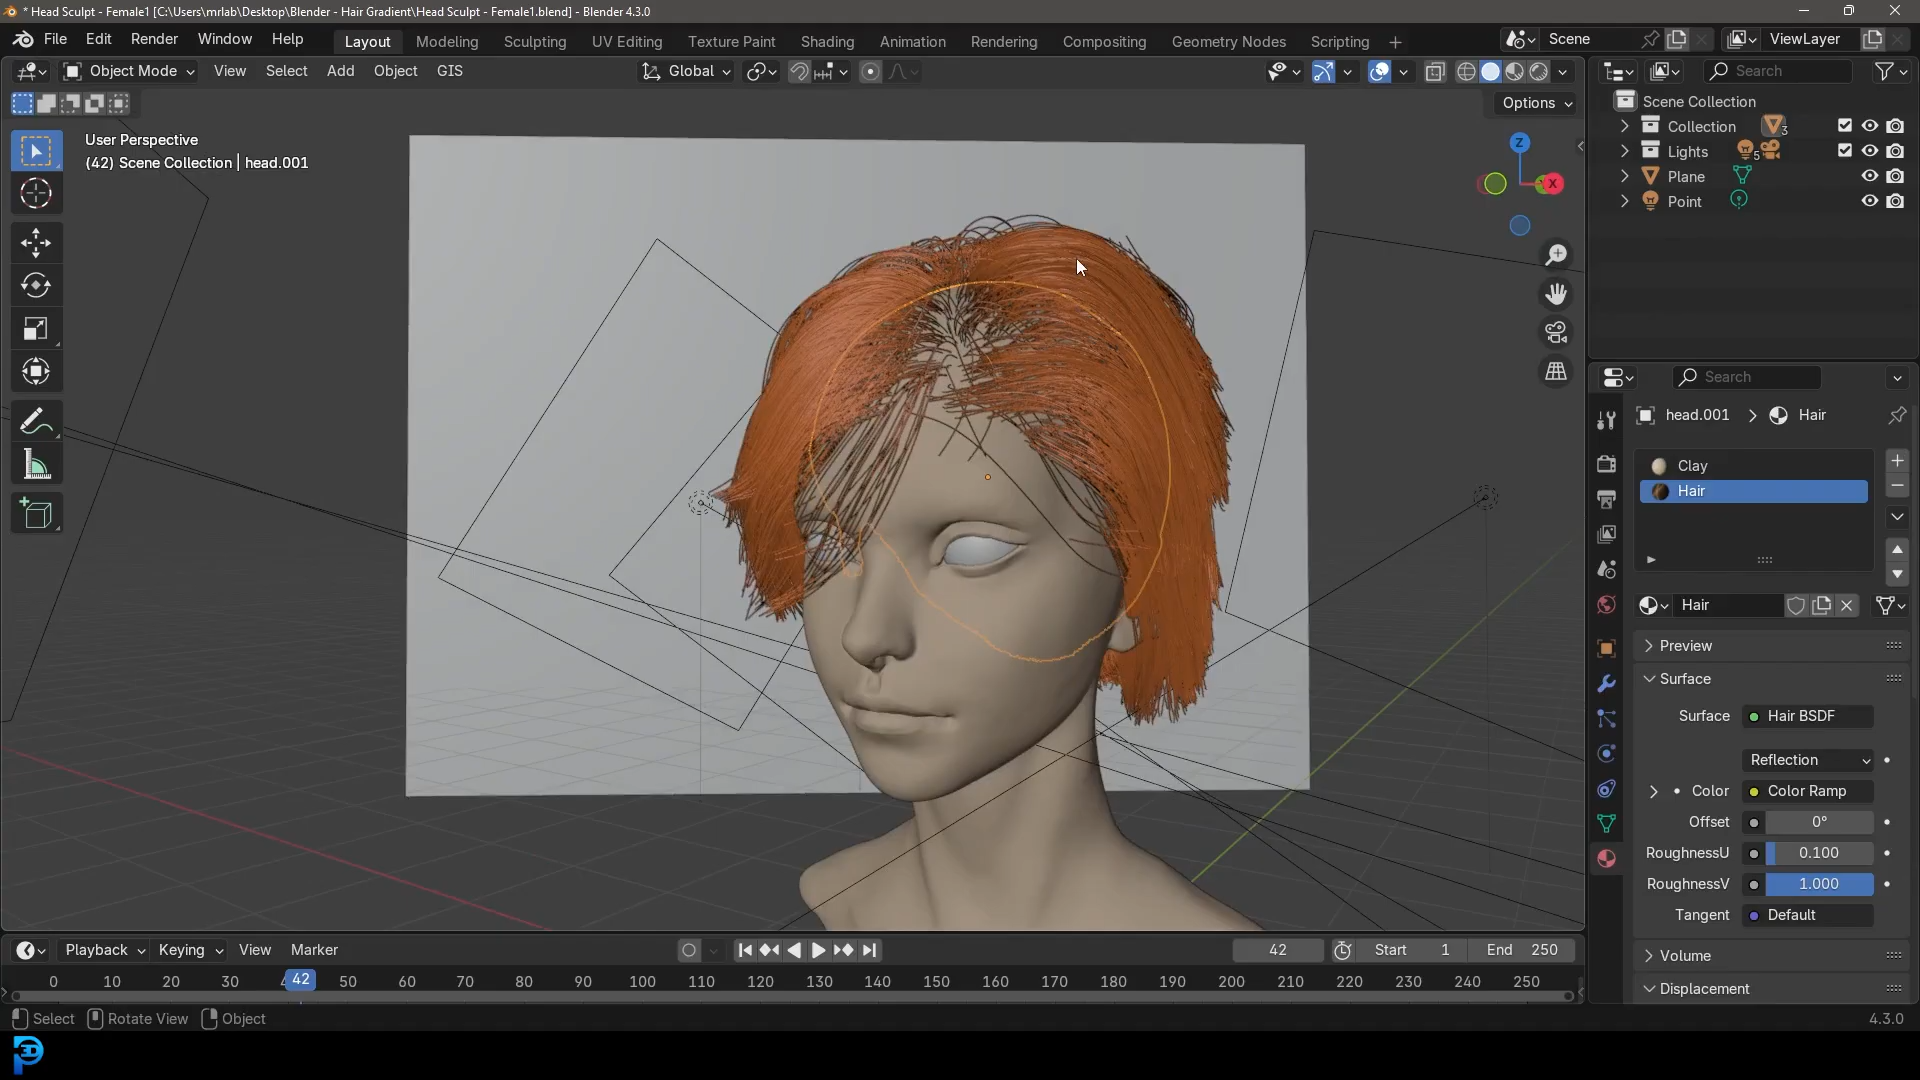 * Head Sculpt - Female1 [C:\Users\mrlab\Desktop\Blender - Hair Gradient\Head Sculpt - Female1.blend] - Blender 4.3.0
File Edit Render Window Help Layout Modeling Sculpting UV Editing Texture Paint Shading Animation Rendering Compositing Geometry Nodes Scripting + Scene ViewLayer
Object Mode View Select Add Object GIS Global Search
Options
Scene Collection
Collection 3
Lights 5
Plane
Point
User Perspective
(42) Scene Collection | head.001
Z
X
Search
head.001 > Hair
Clay
Hair
Hair
Preview
Surface
Surface Hair BSDF
Reflection
Color Color Ramp
Offset 0°
RoughnessU 0.100
RoughnessV 1.000
Tangent Default
Volume
Displacement
Playback Keying View Marker 42 Start 1 End 250
0 10 20 30 42 50 60 70 80 90 100 110 120 130 140 150 160 170 180 190 200 210 220 230 240 250
Select Rotate View Object 4.3.0